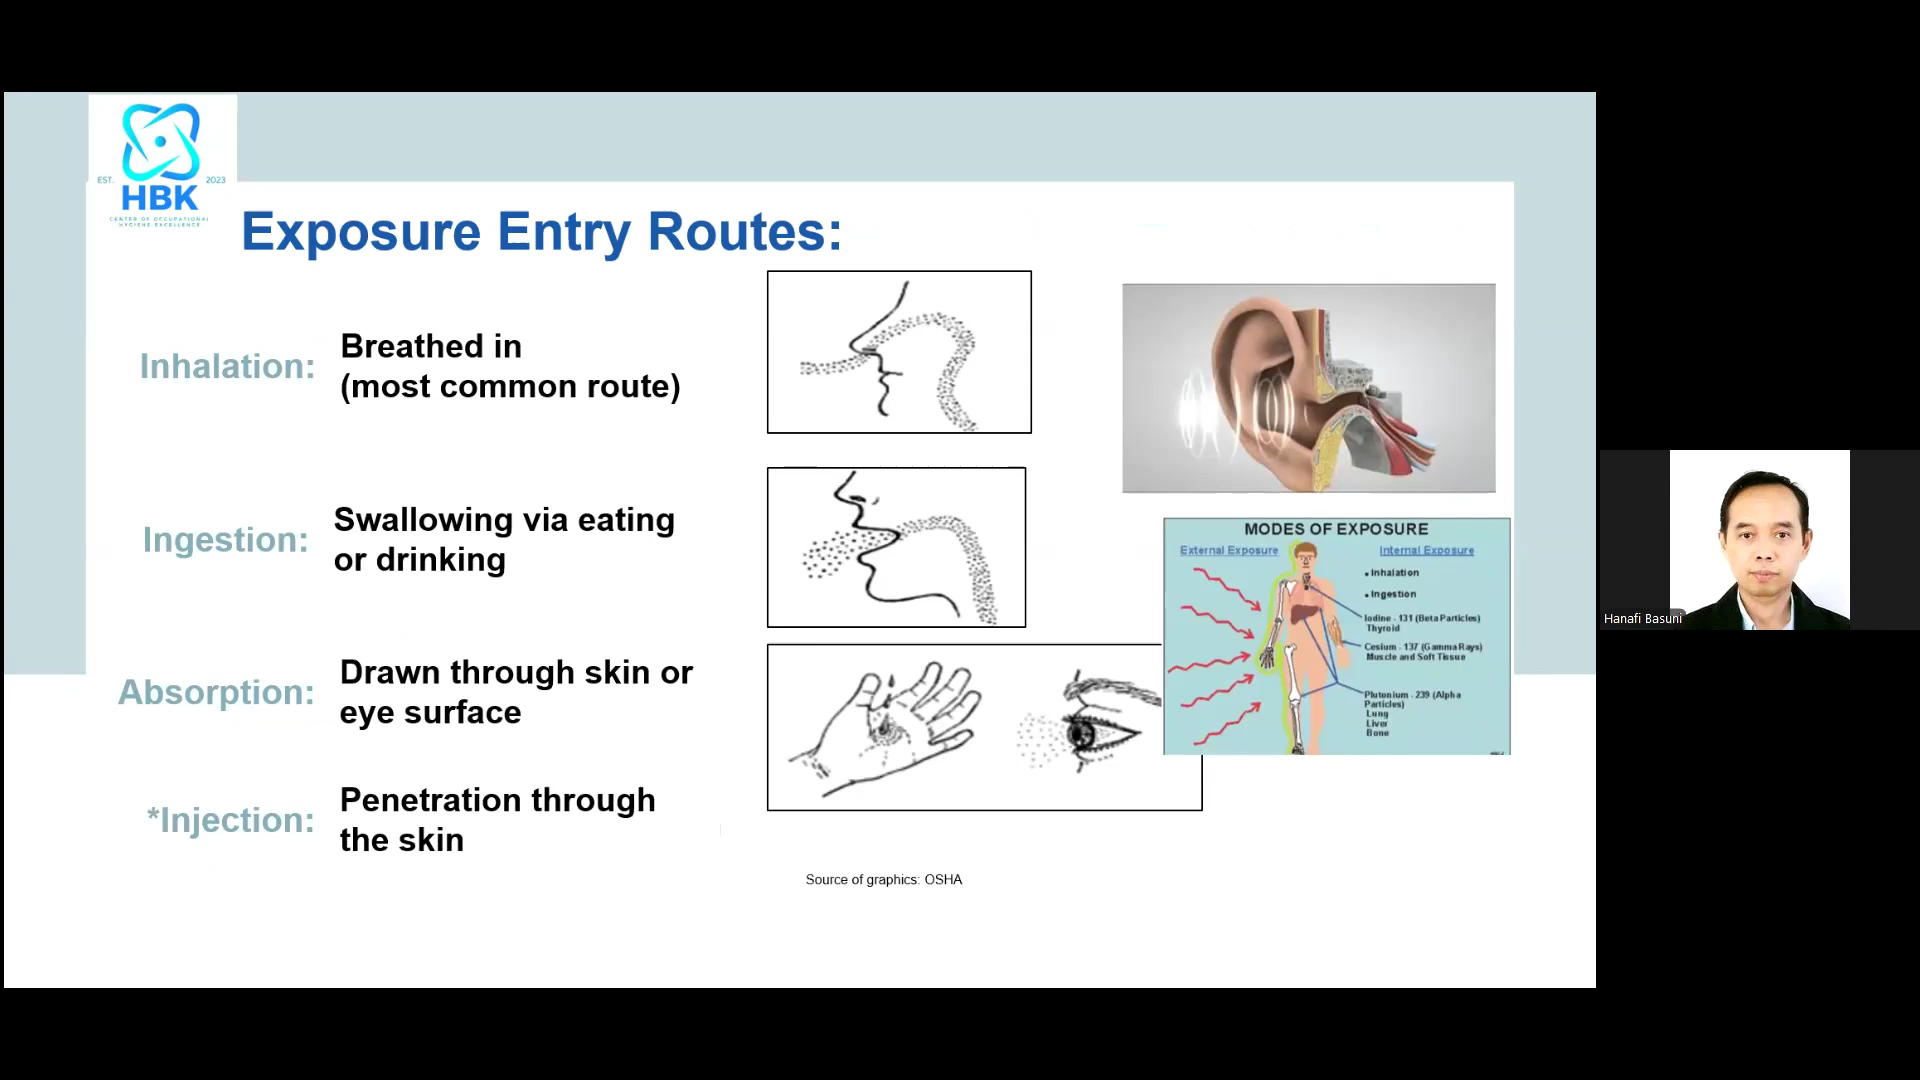 EST. 2023
HBK
CENTER OF OCCUPATIONAL
HYGIENE EXCELLENCE
Exposure Entry Routes:
Inhalation:
Breathed in
(most common route)
Ingestion:
Swallowing via eating
or drinking
Absorption:
Drawn through skin or
eye surface
*Injection:
Penetration through
the skin
Source of graphics: OSHA
MODES OF EXPOSURE
External Exposure
Internal Exposure
• Inhalation
• Ingestion
Iodine - 131 (Beta Particles)
Thyroid
Cesium - 137 (Gamma Rays)
Muscle and Soft Tissue
Plutonium - 239 (Alpha
Particles)
Lung
Liver
Bone
Hanafi Basuni